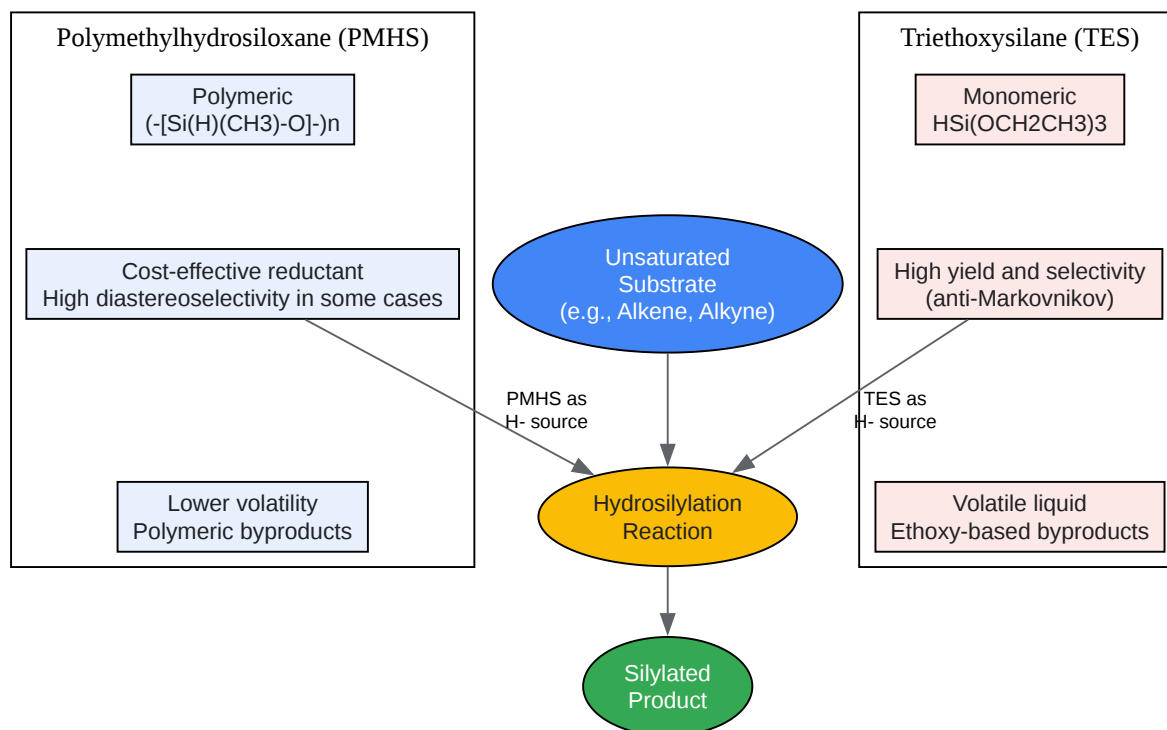 Polymethylhydrosiloxane (PMHS)
Polymeric
(-[Si(H)(CH3)-O]-)n
Cost-effective reductant
High diastereoselectivity in some cases
Lower volatility
Polymeric byproducts
Unsaturated
Substrate
(e.g., Alkene, Alkyne)
PMHS as
H- source
TES as
H- source
Hydrosilylation
Reaction
Silylated
Product
Triethoxysilane (TES)
Monomeric
HSi(OCH2CH3)3
High yield and selectivity
(anti-Markovnikov)
Volatile liquid
Ethoxy-based byproducts